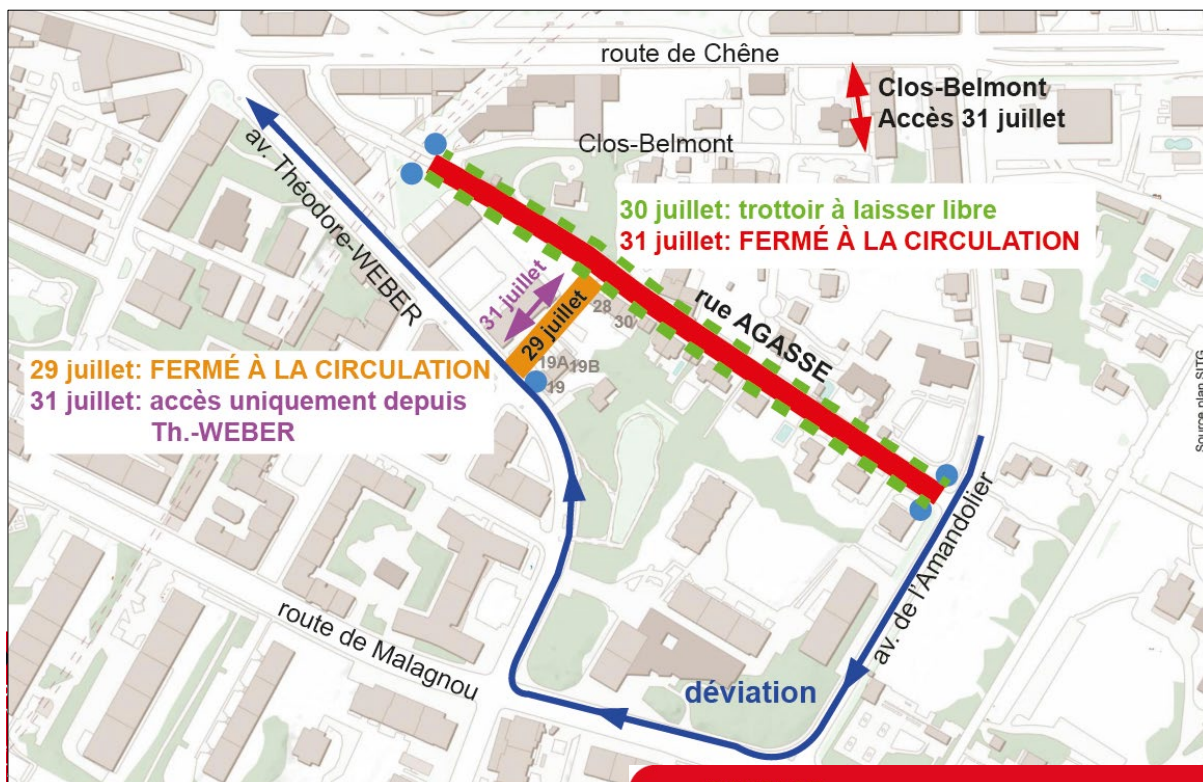 route de Chêne
Clos-Belmont
Accès 31 juillet
Clos-Belmont
av. Théodore-WEBER
30 juillet: trottoir à laisser libre
31 juillet: FERMÉ À LA CIRCULATION
31 juillet
29 juillet
28
30
rue AGASSE
19A
19B
19
29 juillet: FERMÉ À LA CIRCULATION
31 juillet: accès uniquement depuis
Th.-WEBER
Source plan SITG
av. de l'Amandolier
route de Malagnou
déviation